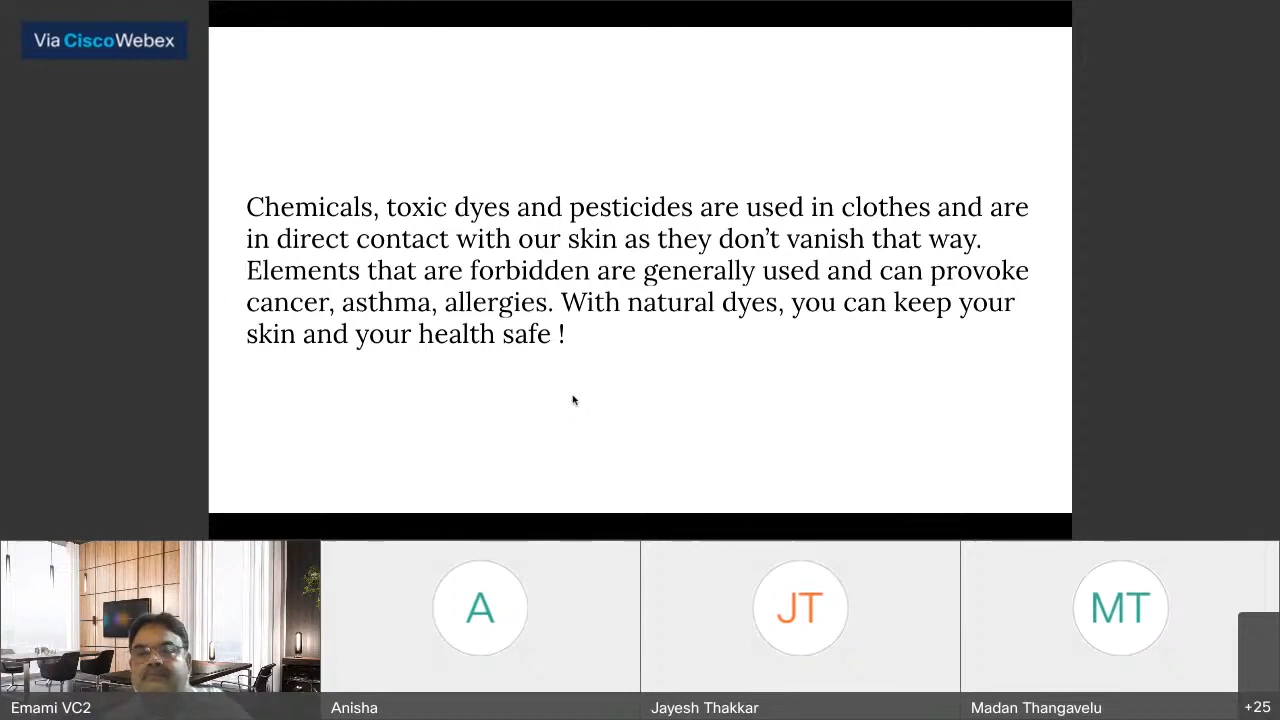 Via CiscoWebex
Chemicals, toxic dyes and pesticides are used in clothes and are
in direct contact with our skin as they don’t vanish that way.
Elements that are forbidden are generally used and can provoke
cancer, asthma, allergies. With natural dyes, you can keep your
skin and your health safe !
A
JT
MT
Emami VC2
Anisha
Jayesh Thakkar
Madan Thangavelu
+25